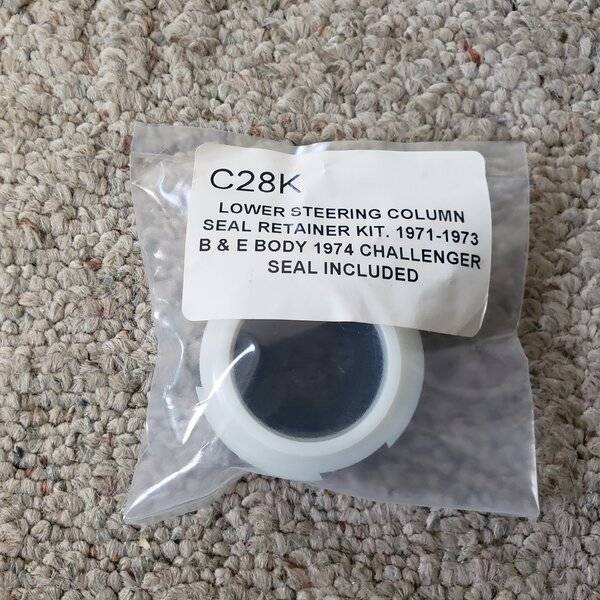 C28K
LOWER STEERING COLUMN
SEAL RETAINER KIT. 1971-1973
B & E BODY 1974 CHALLENGER
SEAL INCLUDED